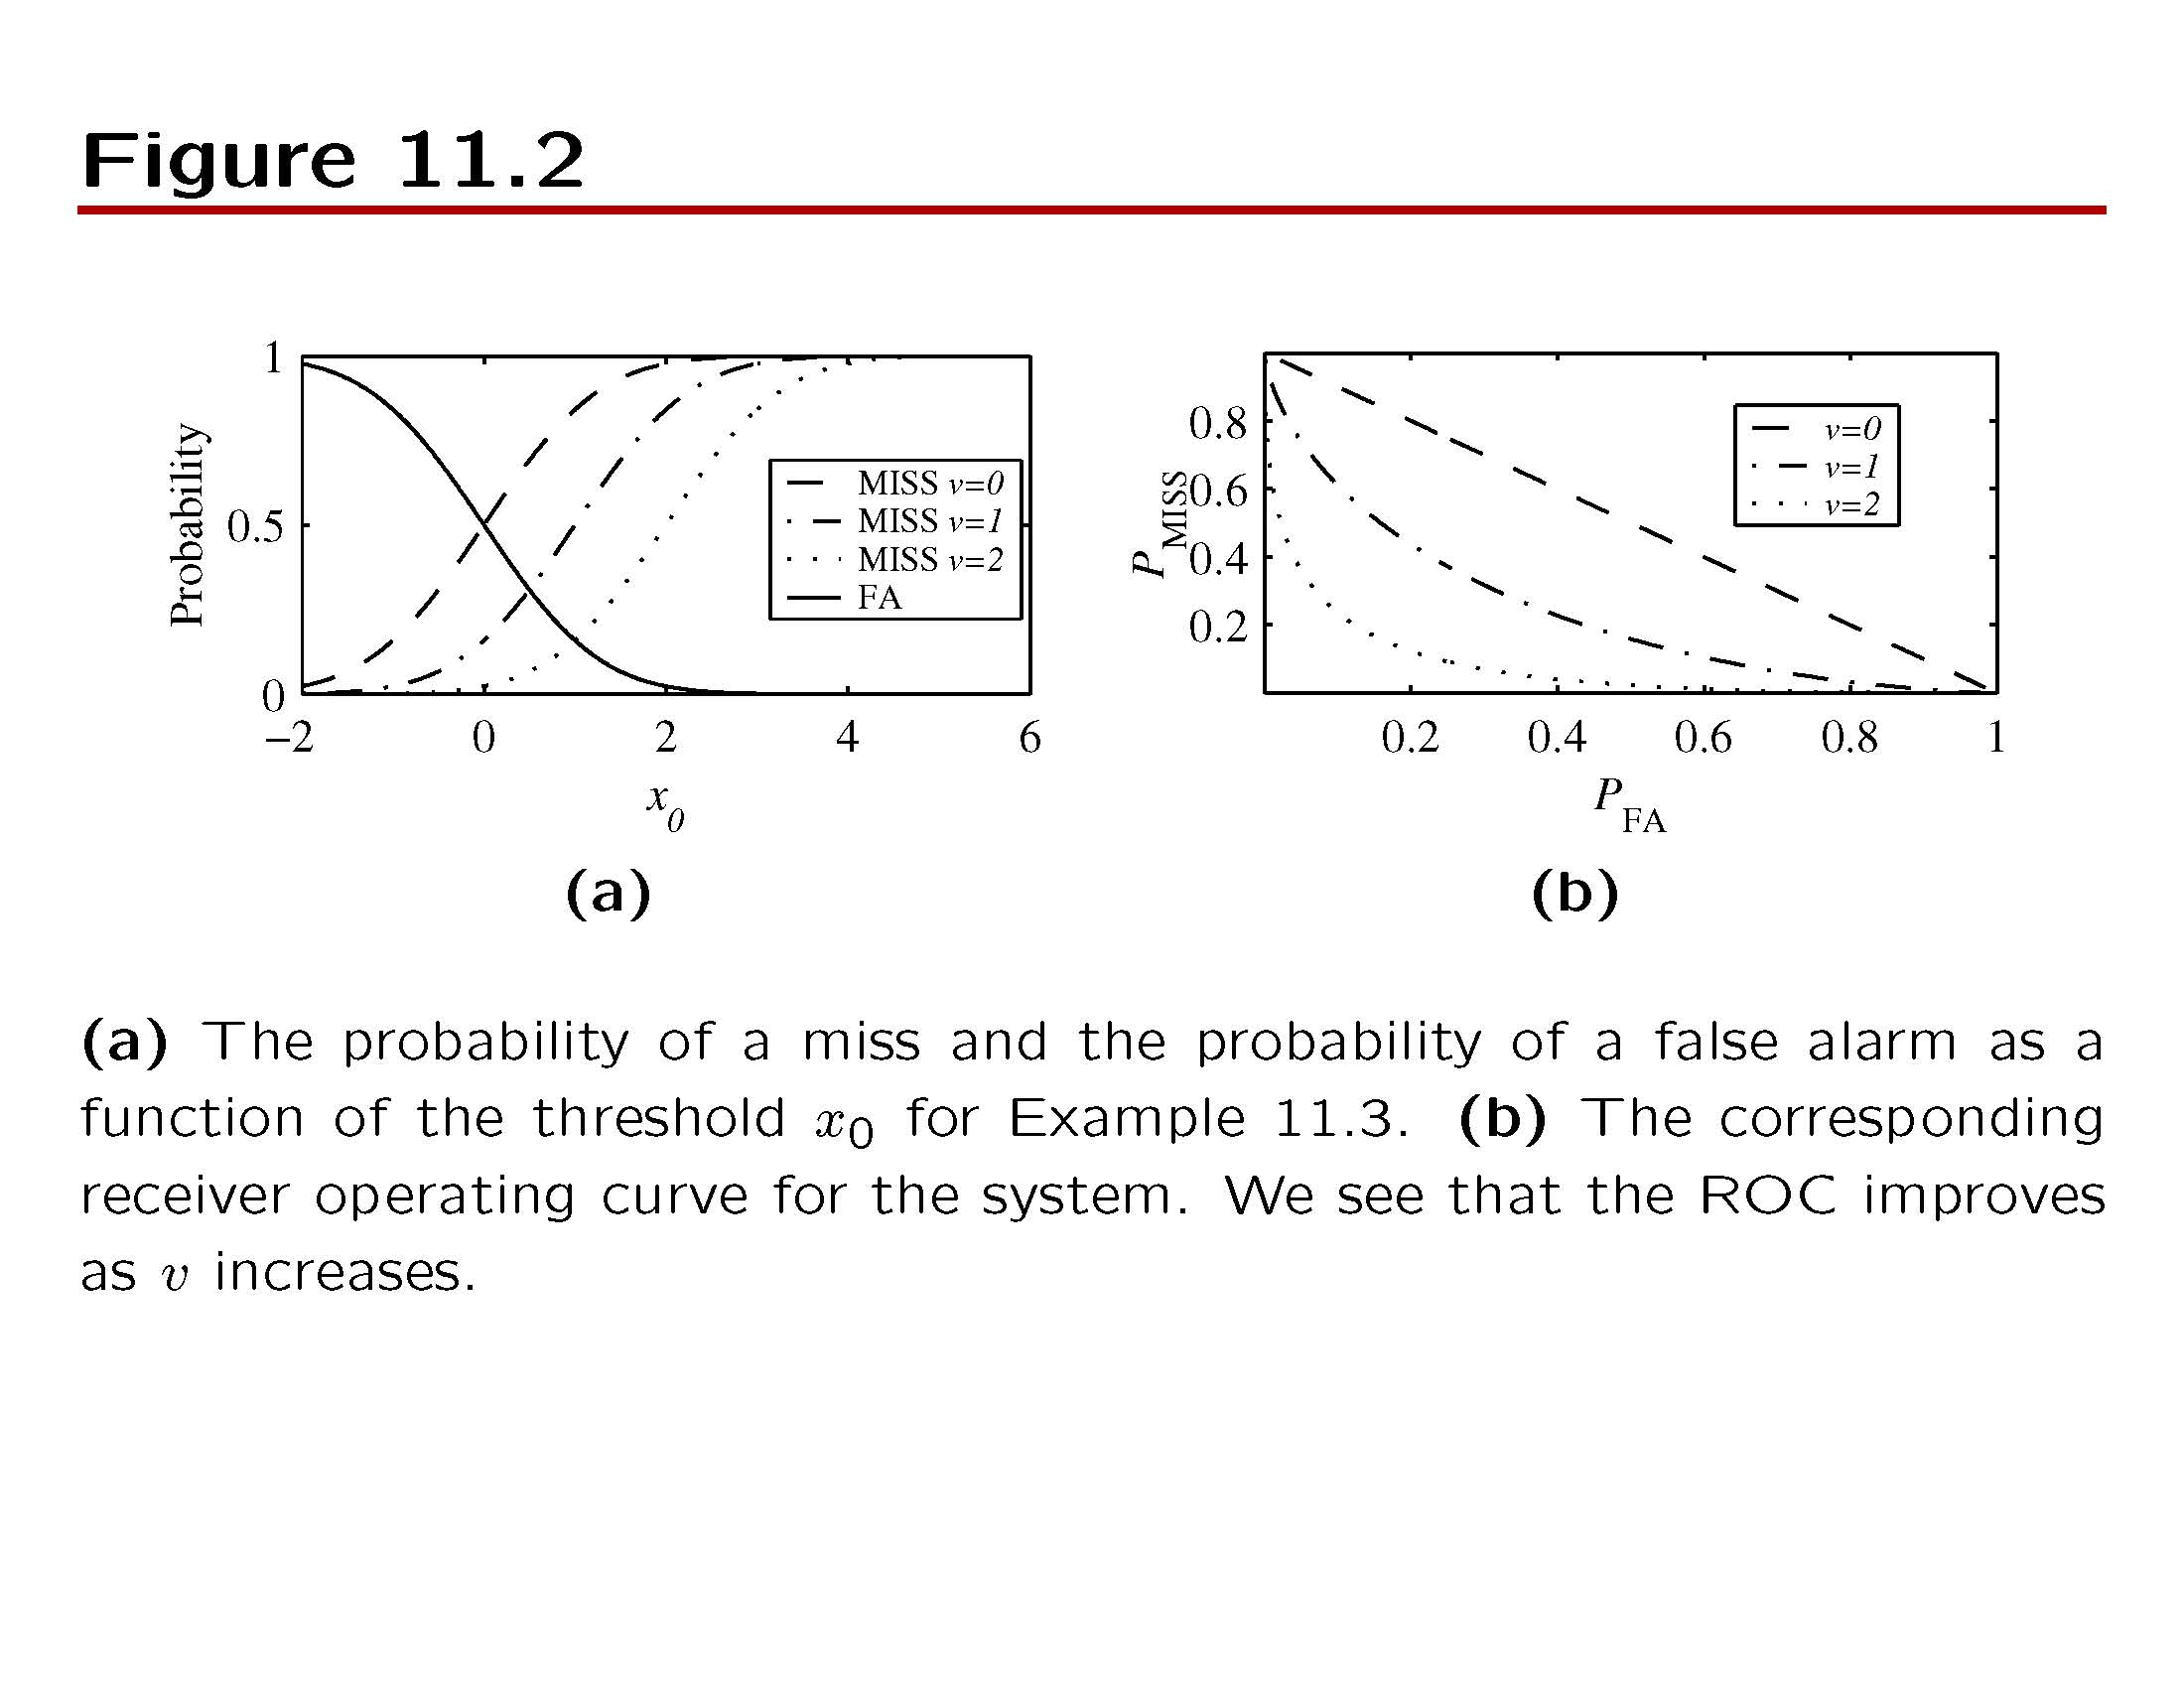 Figure 11.2
1
0.5
0
Probability
−2 0 2 4 6
x0
MISS v=0
MISS v=1
MISS v=2
FA
(a)
0.8
0.6
0.4
0.2
PMISS
0.2 0.4 0.6 0.8 1
PFA
v=0
v=1
v=2
(b)
(a) The probability of a miss and the probability of a false alarm as a
function of the threshold x0 for Example 11.3. (b) The corresponding
receiver operating curve for the system. We see that the ROC improves
as v increases.